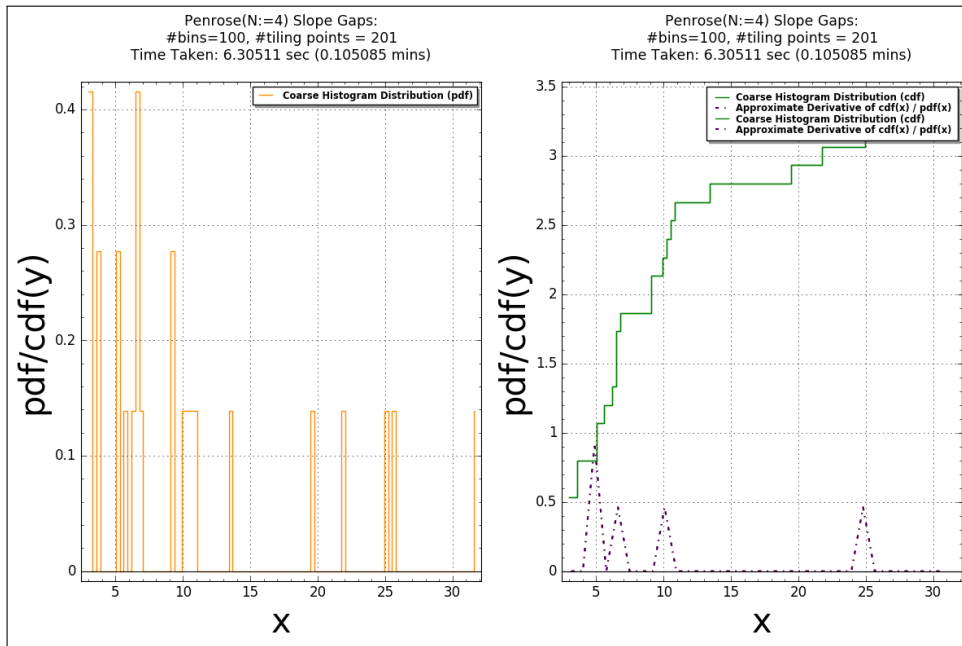 Penrose(N:=4) Slope Gaps:
#bins=100, #tiling points = 201
Time Taken: 6.30511 sec (0.105085 mins)
Coarse Histogram Distribution (pdf)
0.4
0.3
0.2
0.1
0
5
10
15
20
25
30
pdf/cdf(y)
x
Penrose(N:=4) Slope Gaps:
#bins=100, #tiling points = 201
Time Taken: 6.30511 sec (0.105085 mins)
Coarse Histogram Distribution (cdf)
Approximate Derivative of cdf(x) / pdf(x)
Coarse Histogram Distribution (cdf)
Approximate Derivative of cdf(x) / pdf(x)
3.5
3
2.5
2
1.5
1
0.5
0
5
10
15
20
25
30
pdf/cdf(y)
x